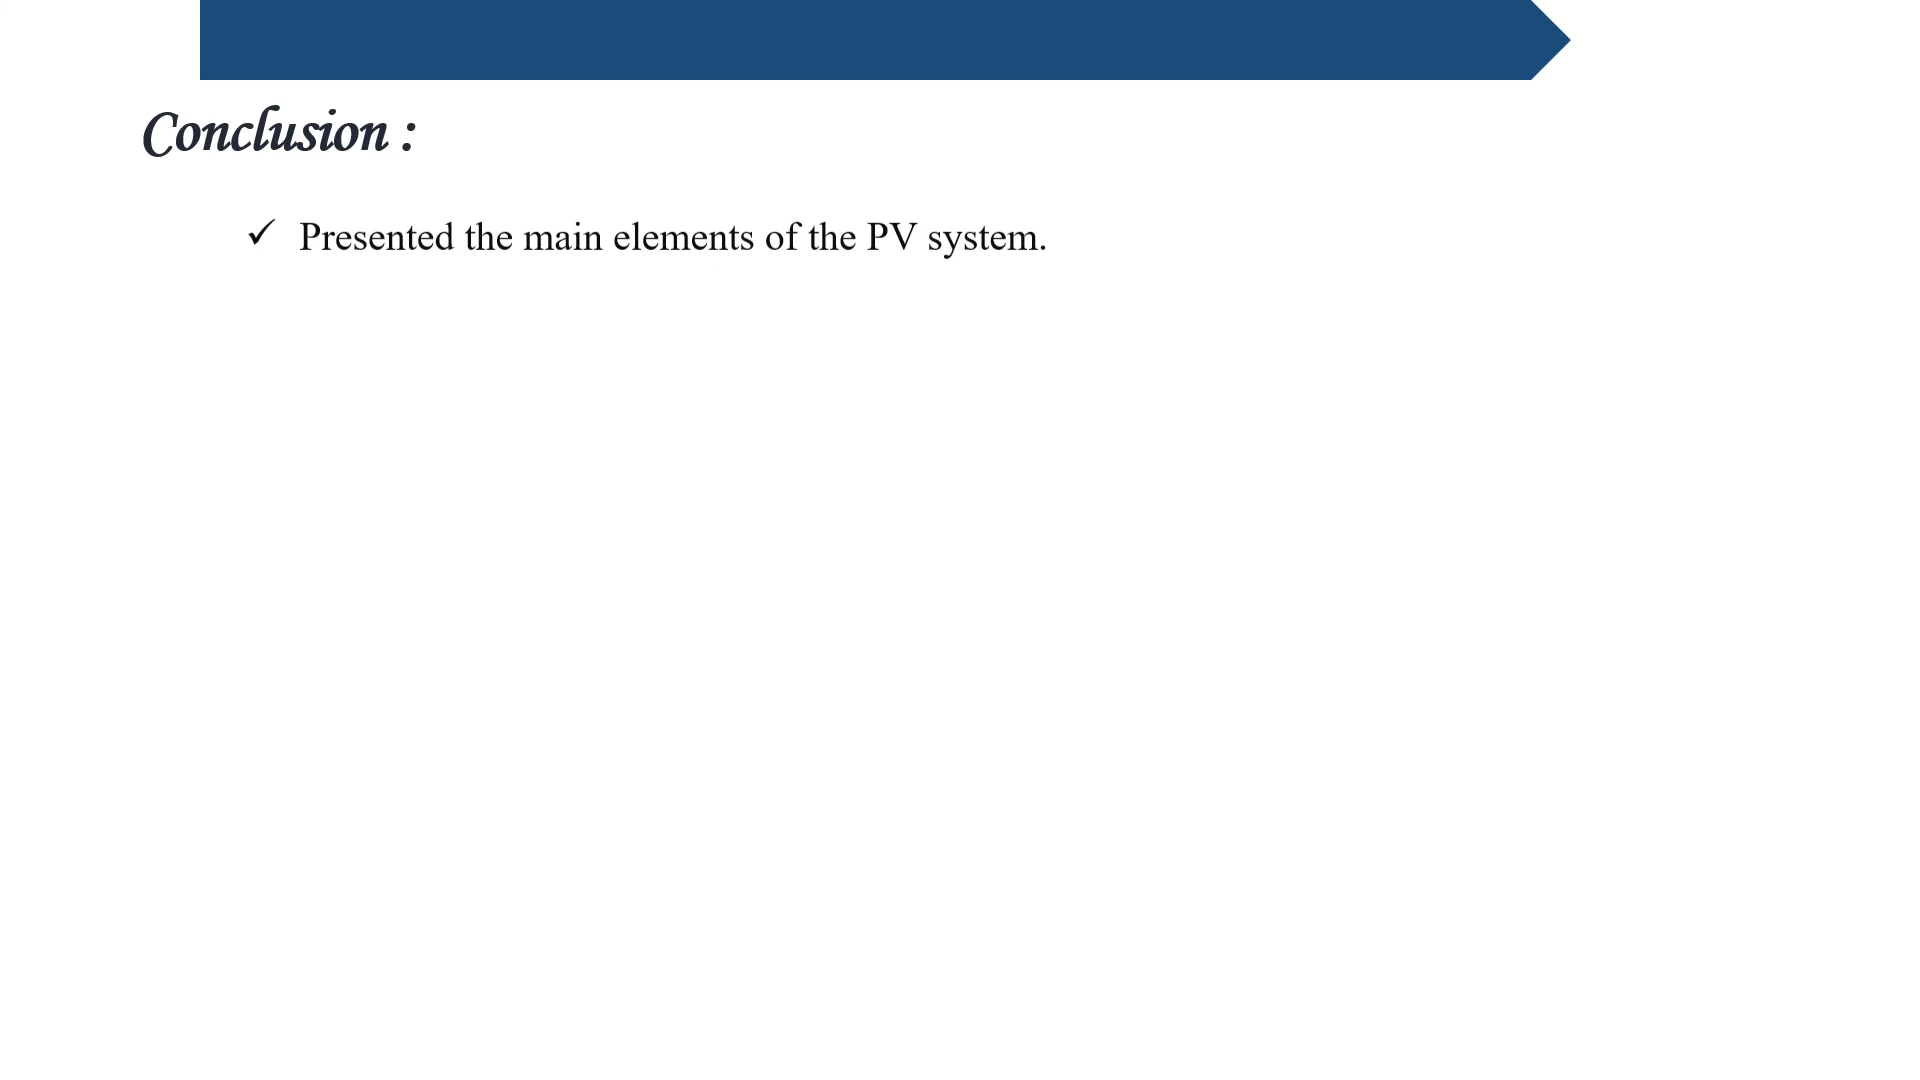 Conclusion :
✓ Presented the main elements of the PV system.